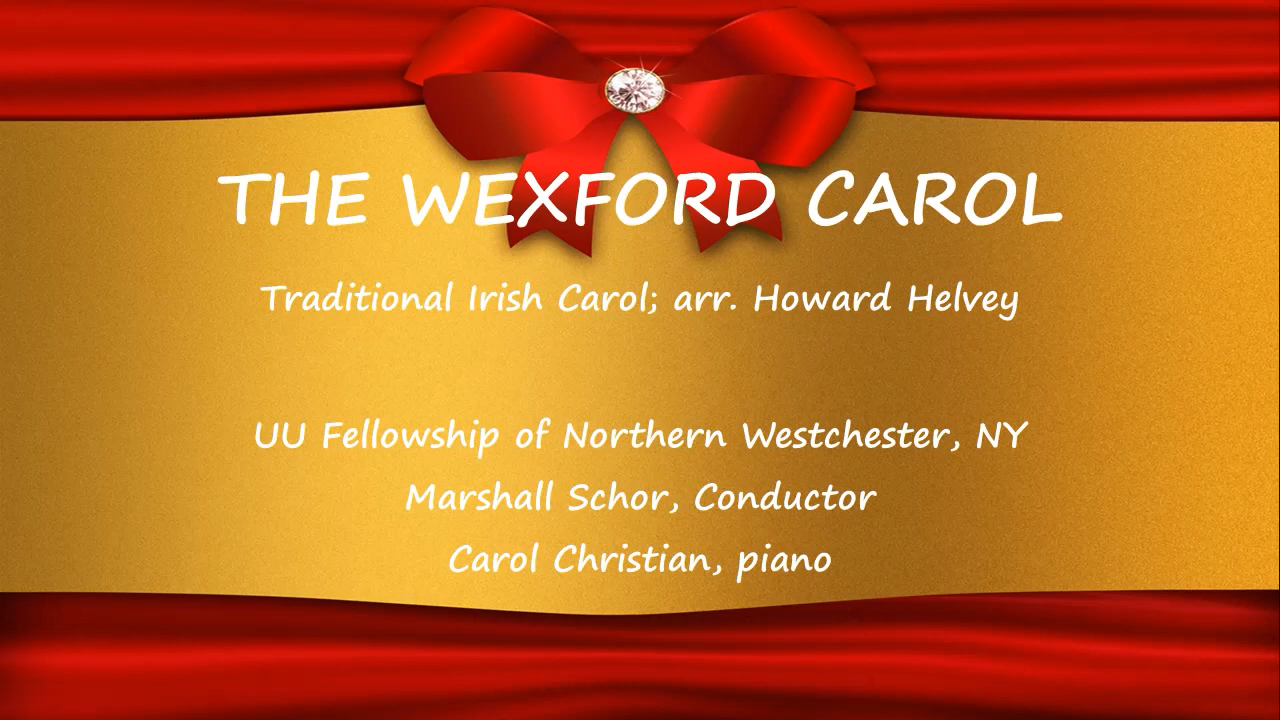 THE WEXFORD CAROL
Traditional Irish Carol; arr. Howard Helvey
UU Fellowship of Northern Westchester, NY
Marshall Schor, Conductor
Carol Christian, piano